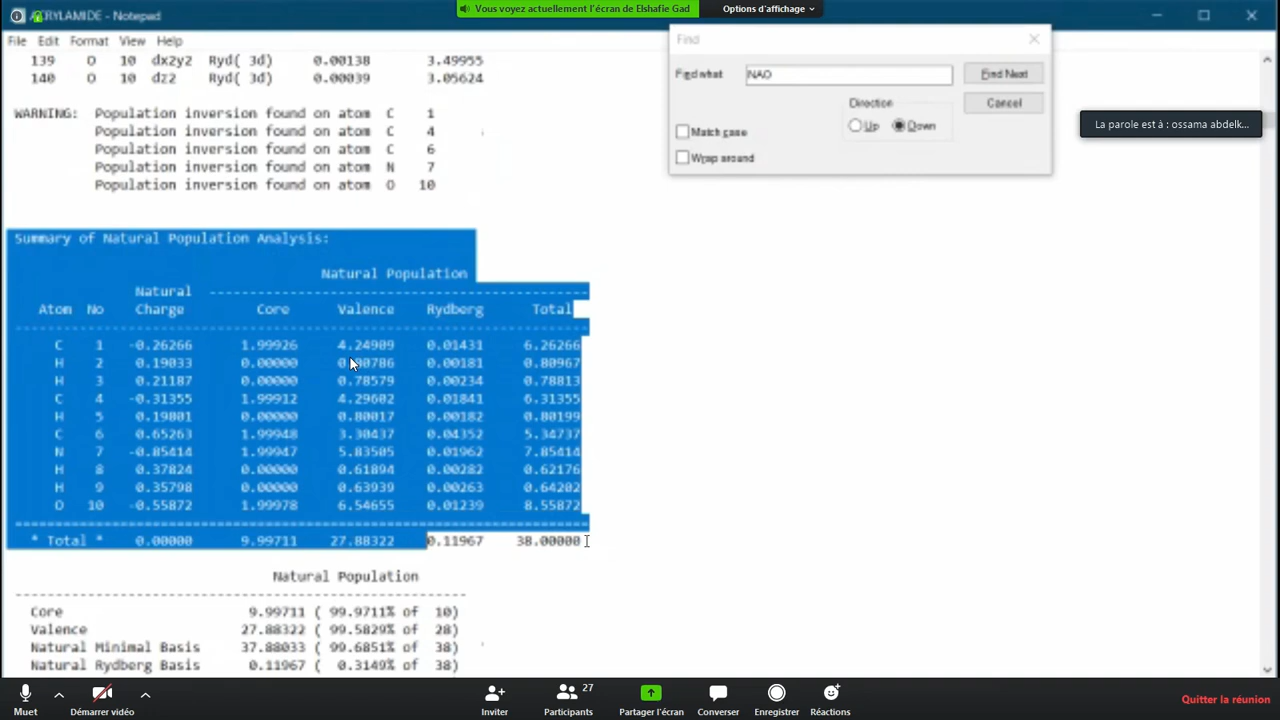 Vous voyez actuellement l'écran de Elshafie Gad
Options d'affichage
ACRYLAMIDE - Notepad
File Edit Format View Help
Find
Find what NAO Find Next
Cancel
Direction
Up Down
Match case
Wrap around
La parole est à : ossama abdelk...
139 O 10 dx2y2 Ryd( 3d) 0.00138 3.49955
140 O 10 dz2 Ryd( 3d) 0.00039 3.05624
WARNING: Population inversion found on atom C 1
Population inversion found on atom C 4
Population inversion found on atom C 6
Population inversion found on atom N 7
Population inversion found on atom O 10
Summary of Natural Population Analysis:
Natural Population
Natural
Atom No Charge Core Valence Rydberg Total
C 1 -0.26266 1.99926 4.24909 0.01431 6.26266
H 2 0.19033 0.00000 0786 0.00181 0.80967
H 3 0.21187 0.00000 0.78579 0.00234 0.78813
C 4 -0.31355 1.99912 4.29602 0.01841 6.31355
H 5 0.19801 0.00000 0.80017 0.00182 0.80199
C 6 0.65263 1.99948 3.30437 0.04352 5.34737
N 7 -0.85414 1.99947 5.83505 0.01962 7.85414
H 8 0.37824 0.00000 0.61894 0.00282 0.62176
H 9 0.35798 0.00000 0.63939 0.00263 0.64202
O 10 -0.55872 1.99978 6.54655 0.01239 8.55872
* Total * 0.00000 9.99711 27.88322 0.11967 38.00000
Natural Population
Core 9.99711 ( 99.9711% of 10)
Valence 27.88322 ( 99.5829% of 28)
Natural Minimal Basis 37.88033 ( 99.6851% of 38)
Natural Rydberg Basis 0.11967 ( 0.3149% of 38)
Muet
Démarrer vidéo
Inviter
27
Participants
Partager l'écran
Converser
Enregistrer
Réactions
Quitter la réunion